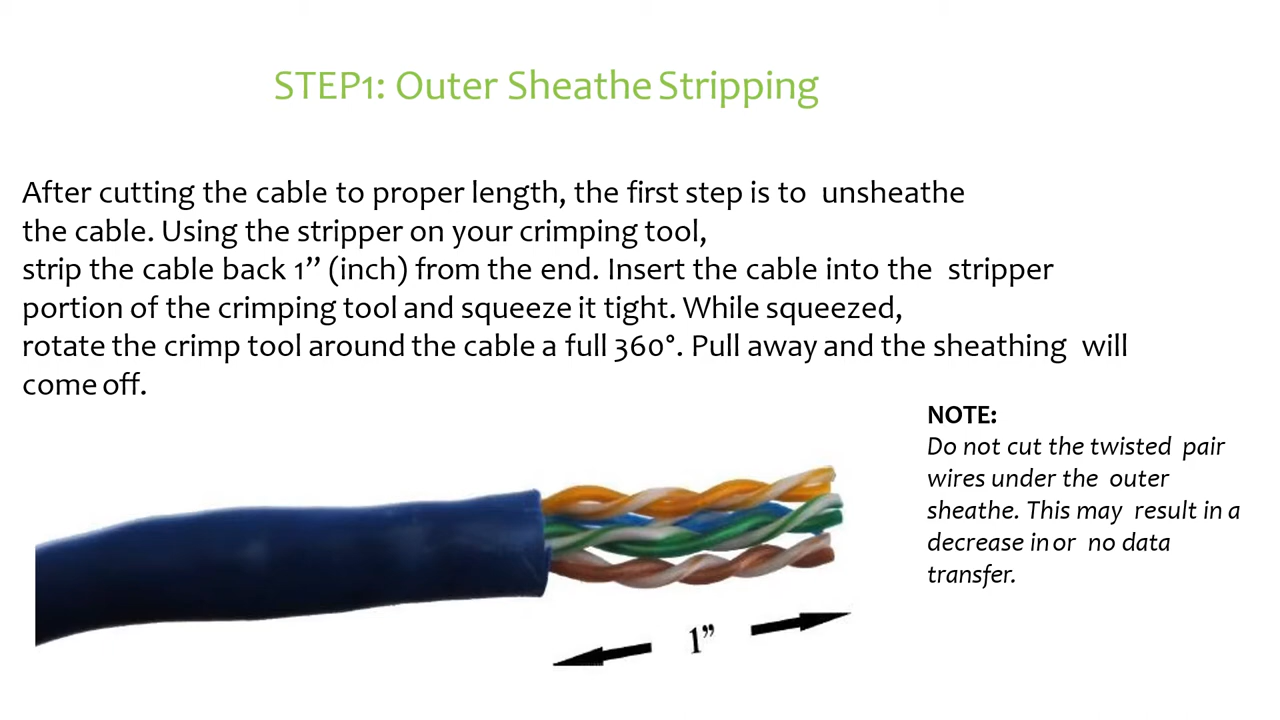 STEP1: Outer Sheathe Stripping
After cutting the cable to proper length, the first step is to unsheathe
the cable. Using the stripper on your crimping tool,
strip the cable back 1” (inch) from the end. Insert the cable into the stripper
portion of the crimping tool and squeeze it tight. While squeezed,
rotate the crimp tool around the cable a full 360°. Pull away and the sheathing will
come off.
NOTE:
Do not cut the twisted pair
wires under the outer
sheathe. This may result in a
decrease in or no data
transfer.
1”